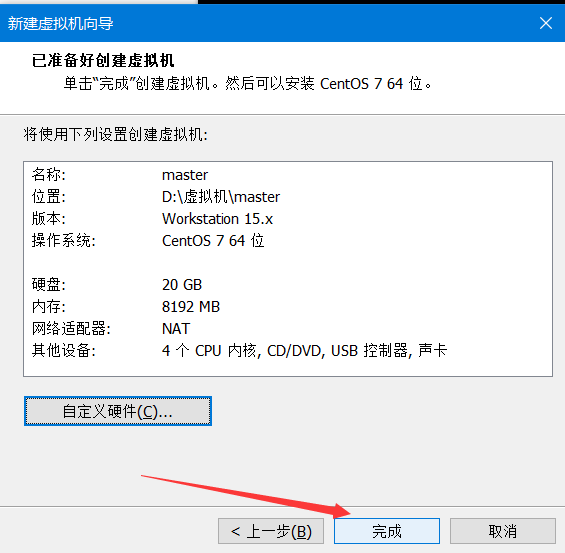 新建虚拟机向导
已准备好创建虚拟机
单击“完成”创建虚拟机。然后可以安装 CentOS 7 64 位。
将使用下列设置创建虚拟机:
名称: master
位置: D:\虚拟机\master
版本: Workstation 15.x
操作系统: CentOS 7 64 位
硬盘: 20 GB
内存: 8192 MB
网络适配器: NAT
其他设备: 4 个 CPU 内核, CD/DVD, USB 控制器, 声卡
自定义硬件(C)...
< 上一步(B) 完成 取消